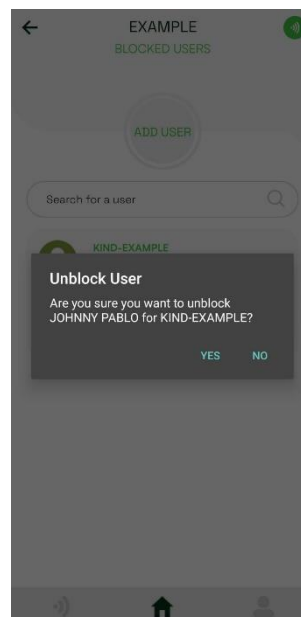 EXAMPLE
BLOCKED USERS
ADD USER
Search for a user
KIND-EXAMPLE
Unblock User
Are you sure you want to unblock
JOHNNY PABLO for KIND-EXAMPLE?
YES NO